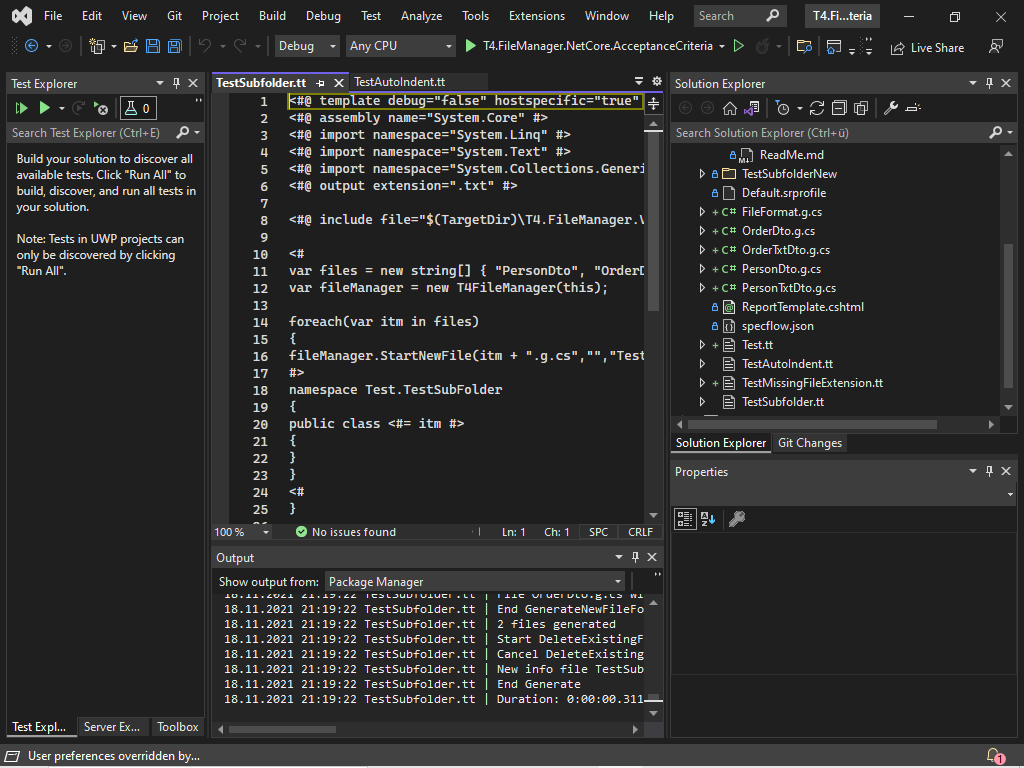 File Edit View Git Project Build Debug Test Analyze Tools Extensions Window Help Search T4.Fi...teria
Debug Any CPU T4.FileManager.NetCore.AcceptanceCriteria Live Share
Test Explorer
0
Search Test Explorer (Ctrl+E)
Build your solution to discover all
available tests. Click "Run All" to
build, discover, and run all tests in
your solution.
Note: Tests in UWP projects can
only be discovered by clicking
"Run All".
Test Expl... Server Ex... Toolbox
TestSubfolder.tt TestAutoIndent.tt
1 <#@ template debug="false" hostspecific="true"
2 <#@ assembly name="System.Core" #>
3 <#@ import namespace="System.Linq" #>
4 <#@ import namespace="System.Text" #>
5 <#@ import namespace="System.Collections.Generi
6 <#@ output extension=".txt" #>
7
8 <#@ include file="$(TargetDir)\T4.FileManager.V
9
10 <#
11 var files = new string[] { "PersonDto", "OrderD
12 var fileManager = new T4FileManager(this);
13
14 foreach(var itm in files)
15 {
16 fileManager.StartNewFile(itm + ".g.cs","","Test
17 #>
18 namespace Test.TestSubFolder
19 {
20 public class <#= itm #>
21 {
22 }
23 }
24 <#
25 }
100 % No issues found Ln: 1 Ch: 1 SPC CRLF
Output
Show output from: Package Manager
18.11.2021 21:19:22 TestSubfolder.tt | File OrderDto.g.cs wi
18.11.2021 21:19:22 TestSubfolder.tt | End GenerateNewFileFo
18.11.2021 21:19:22 TestSubfolder.tt | 2 files generated
18.11.2021 21:19:22 TestSubfolder.tt | Start DeleteExistingF
18.11.2021 21:19:22 TestSubfolder.tt | Cancel DeleteExisting
18.11.2021 21:19:22 TestSubfolder.tt | New info file TestSub
18.11.2021 21:19:22 TestSubfolder.tt | End Generate
18.11.2021 21:19:22 TestSubfolder.tt | Duration: 0:00:00.311
Solution Explorer
Search Solution Explorer (Ctrl+ü)
ReadMe.md
TestSubfolderNew
Default.srprofile
+ C# FileFormat.g.cs
+ C# OrderDto.g.cs
+ C# OrderTxtDto.g.cs
+ C# PersonDto.g.cs
+ C# PersonTxtDto.g.cs
ReportTemplate.cshtml
specflow.json
+ Test.tt
TestAutoIndent.tt
+ TestMissingFileExtension.tt
TestSubfolder.tt
Solution Explorer Git Changes
Properties
User preferences overridden by... 1